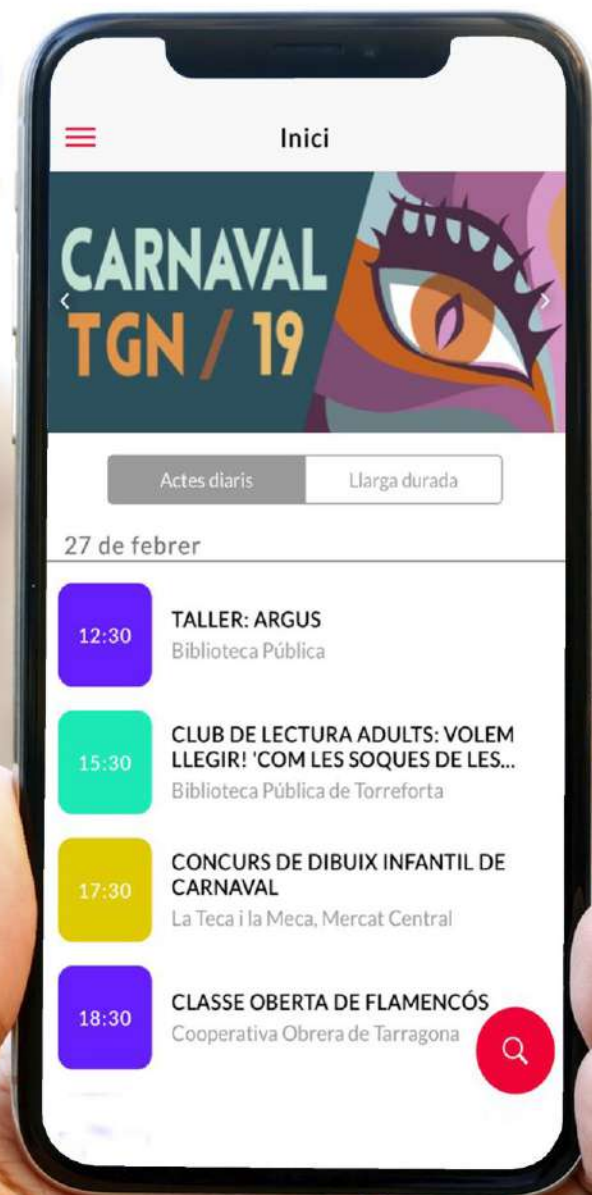 Inici
CARNAVAL
TGN / 19
Actes diaris
Llarga durada
27 de febrer
12:30
TALLER: ARGUS
Biblioteca Pública
15:30
CLUB DE LECTURA ADULTS: VOLEM
LLEGIR! 'COM LES SOQUES DE LES...
Biblioteca Pública de Torreforta
17:30
CONCURS DE DIBUIX INFANTIL DE
CARNAVAL
La Teca i la Meca, Mercat Central
18:30
CLASSE OBERTA DE FLAMENCÓS
Cooperativa Obrera de Tarragona